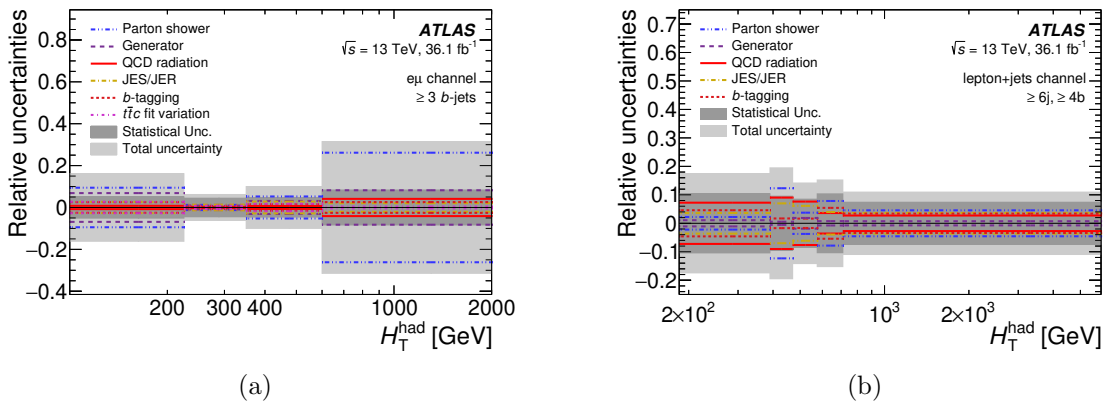 Relative uncertainties
0.8
0.6
0.4
0.2
0
−0.2
−0.4
Parton shower
Generator
QCD radiation
JES/JER
b-tagging
tt̄c fit variation
Statistical Unc.
Total uncertainty
ATLAS
√s = 13 TeV, 36.1 fb⁻¹
eμ channel
≥ 3 b-jets
200 300 400 1000 2000
H_T^had [GeV]
(a)
Relative uncertainties
0.7
0.6
0.5
0.4
0.3
0.2
0.1
0
−0.1
−0.2
Parton shower
Generator
QCD radiation
JES/JER
b-tagging
Statistical Unc.
Total uncertainty
ATLAS
√s = 13 TeV, 36.1 fb⁻¹
lepton+jets channel
≥ 6j, ≥ 4b
2×10² 10³ 2×10³
H_T^had [GeV]
(b)